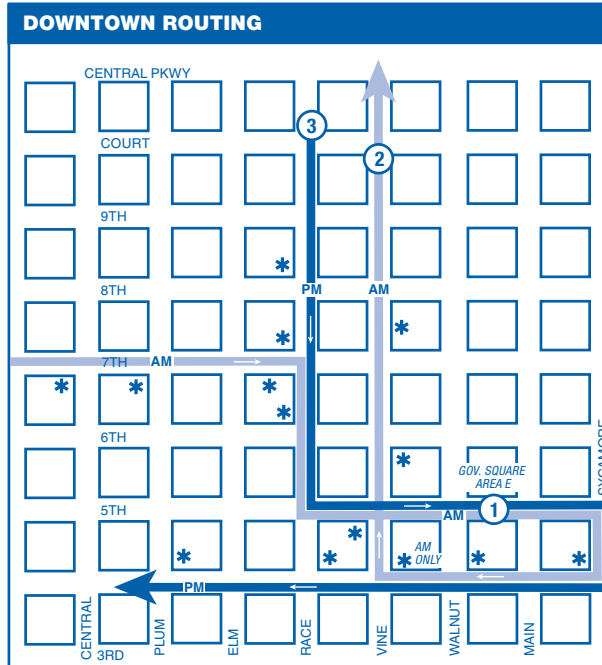 DOWNTOWN ROUTING
CENTRAL PKWY
3
COURT
2
9TH
8TH
PM
AM
7TH
AM
6TH
GOV. SQUARE
AREA E
SYCAMORE
5TH
AM
1
AM
ONLY
PM
CENTRAL
3RD
PLUM
ELM
RACE
VINE
WALNUT
MAIN